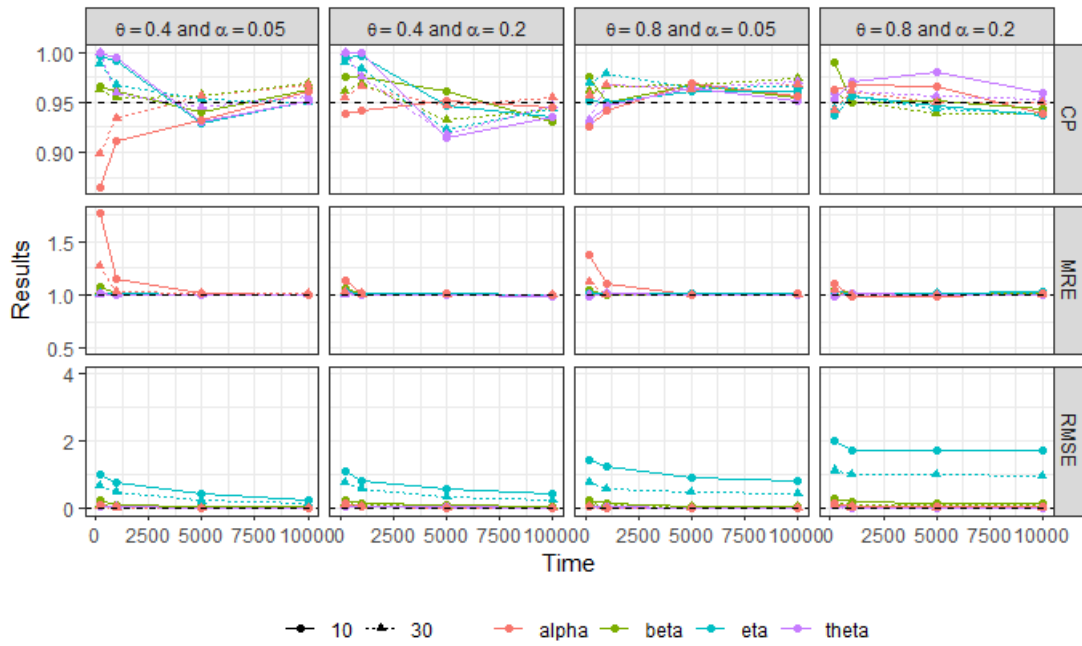 θ = 0.4 and α = 0.05 θ = 0.4 and α = 0.2 θ = 0.8 and α = 0.05 θ = 0.8 and α = 0.2
1.00
0.95
0.90
CP
1.5
1.0
0.5
MRE
4
2
0
RMSE
Results
0 2500 5000 7500 10000 2500 5000 7500 10000 2500 5000 7500 10000 2500 5000 7500 10000
Time
10 30 alpha beta eta theta